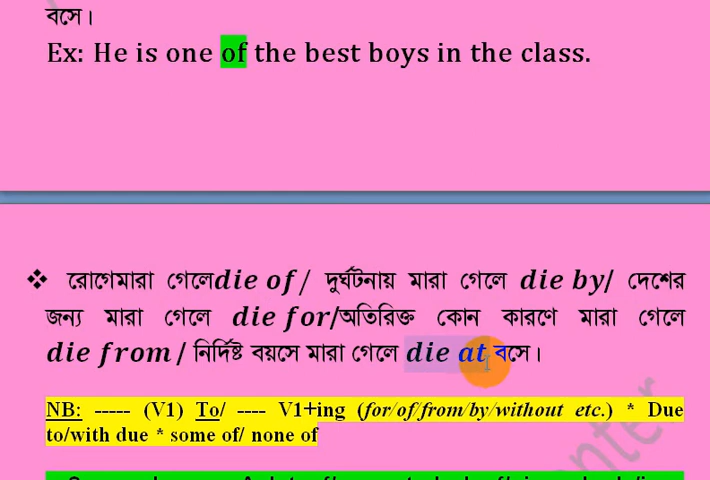 বসে।
Ex: He is one of the best boys in the class.
❖ রোগেমারা গেলেdie of/ দুর্ঘটনায় মারা গেলে die by/ দেশের
জন্য মারা গেলে die for/অতিরিক্ত কোন কারণে মারা গেলে
die from / নির্দিষ্ট বয়সে মারা গেলে die at বসে।
NB: ----- (V1) To/ ---- V1+ing (for/of/from/by/without etc.) * Due
to/with due * some of/ none of